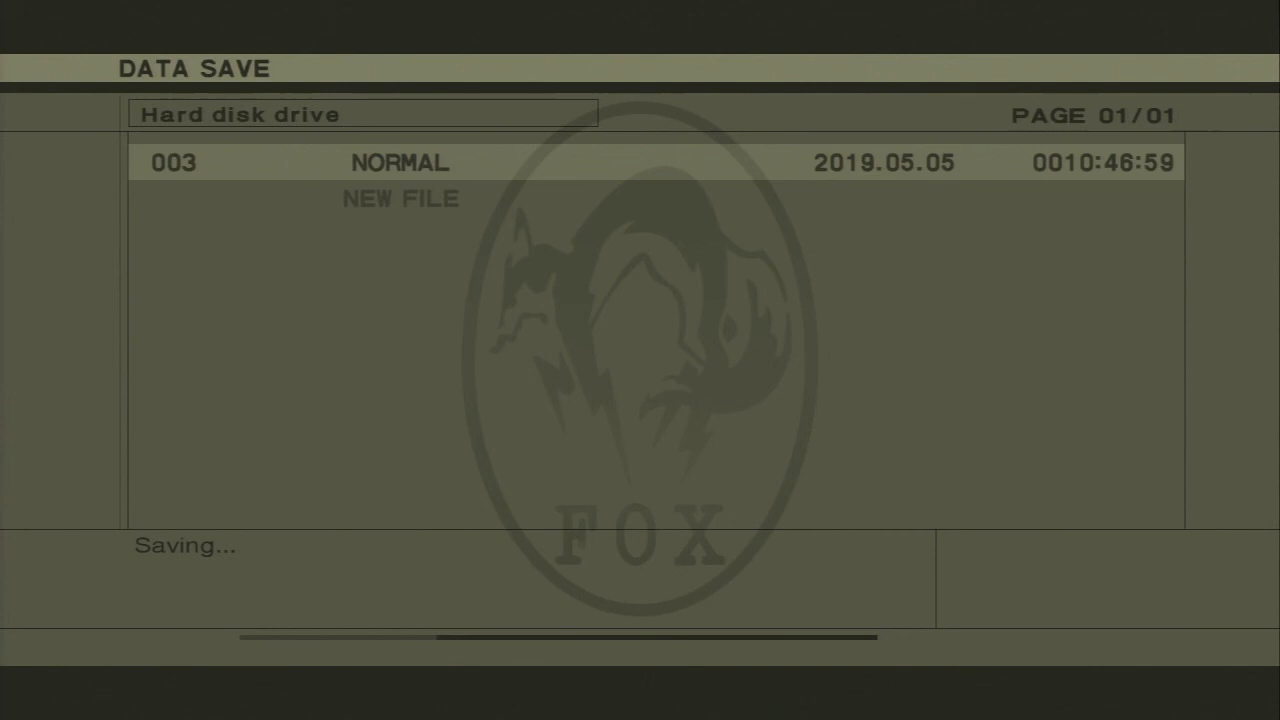 DATA SAVE
Hard disk drive PAGE 01/01
003 NORMAL 2019.05.05 0010:46:59
NEW FILE
FOX
Saving...